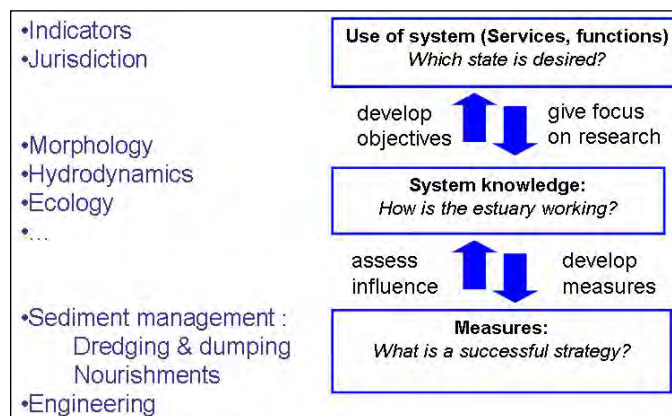 •Indicators
•Jurisdiction
•Morphology
•Hydrodynamics
•Ecology
•...
•Sediment management :
Dredging & dumping
Nourishments
•Engineering
Use of system (Services, functions)
Which state is desired?
develop
objectives
give focus
on research
System knowledge:
How is the estuary working?
assess
influence
develop
measures
Measures:
What is a successful strategy?